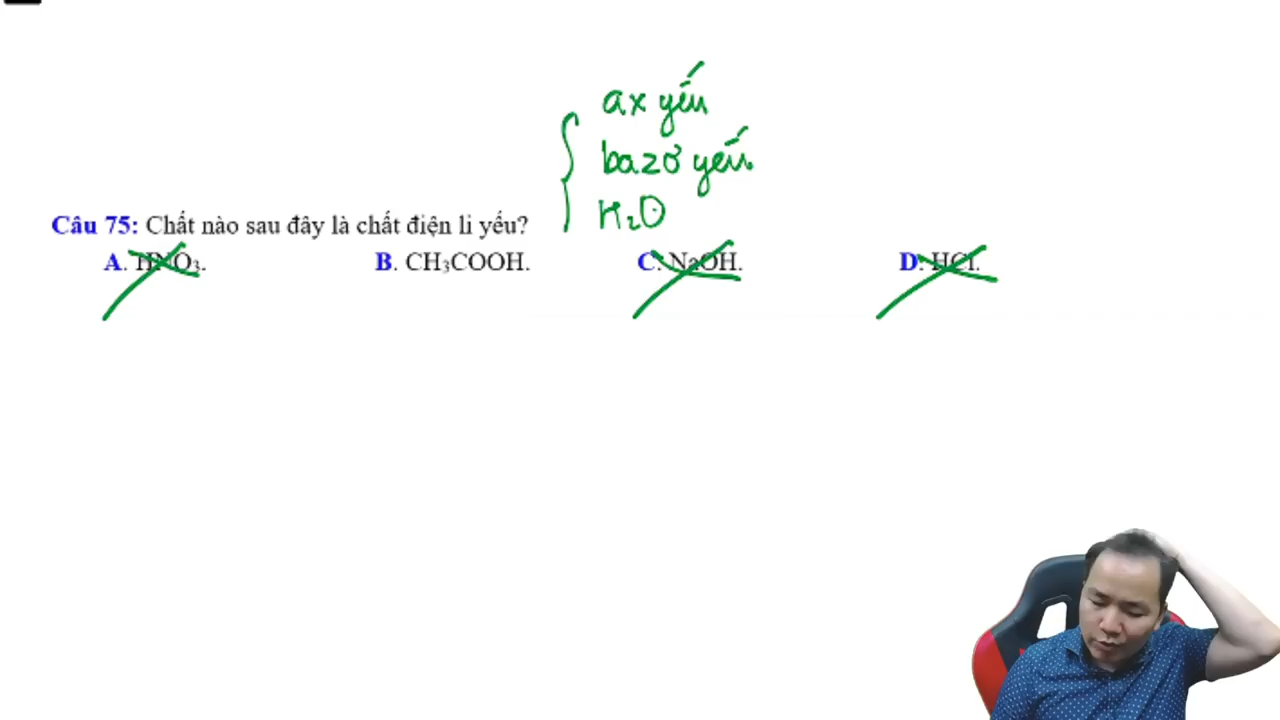 ax yếu
bazơ yếu
H₂O
Câu 75: Chất nào sau đây là chất điện li yếu?
A. HNO₃. B. CH₃COOH. C. NaOH. D. HCl.